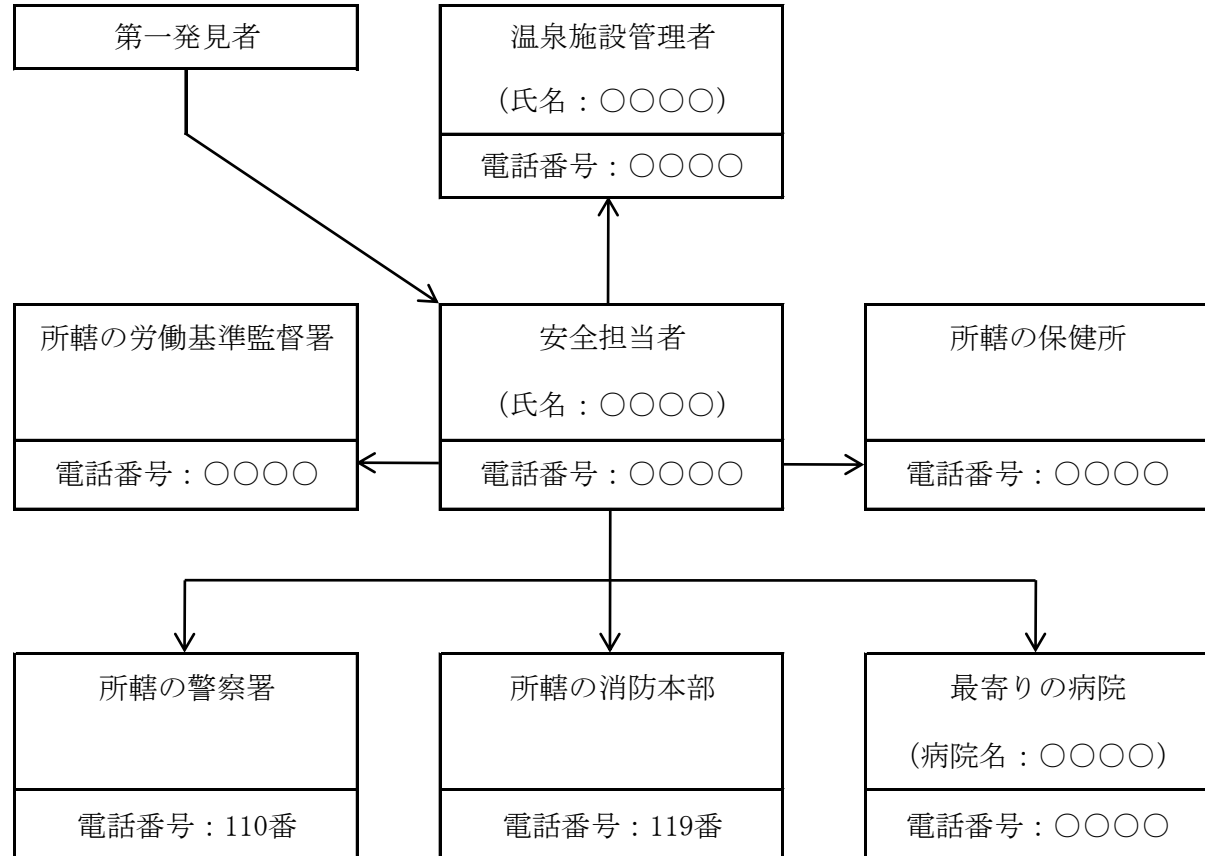 第一発見者
温泉施設管理者
(氏名：○○○○)
電話番号：○○○○
所轄の労働基準監督署
電話番号：○○○○
安全担当者
(氏名：○○○○)
電話番号：○○○○
所轄の保健所
電話番号：○○○○
所轄の警察署
電話番号：110番
所轄の消防本部
電話番号：119番
最寄りの病院
(病院名：○○○○)
電話番号：○○○○